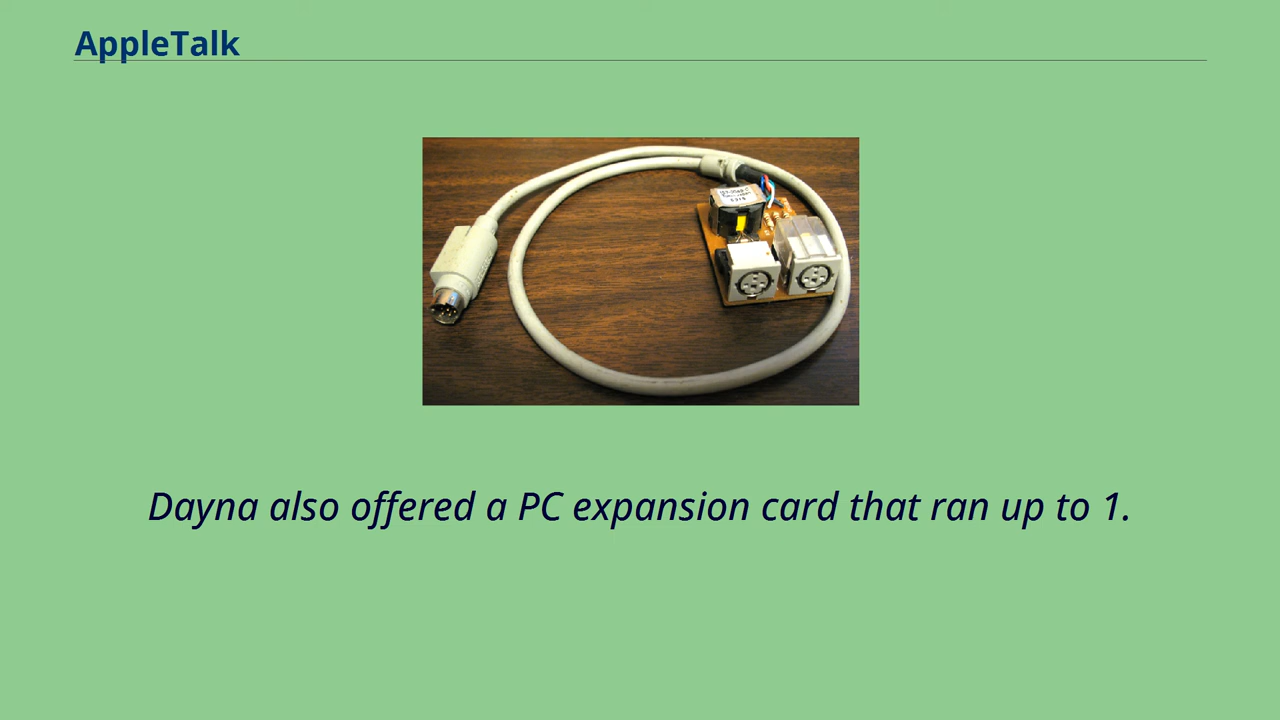 AppleTalk
Dayna also offered a PC expansion card that ran up to 1.